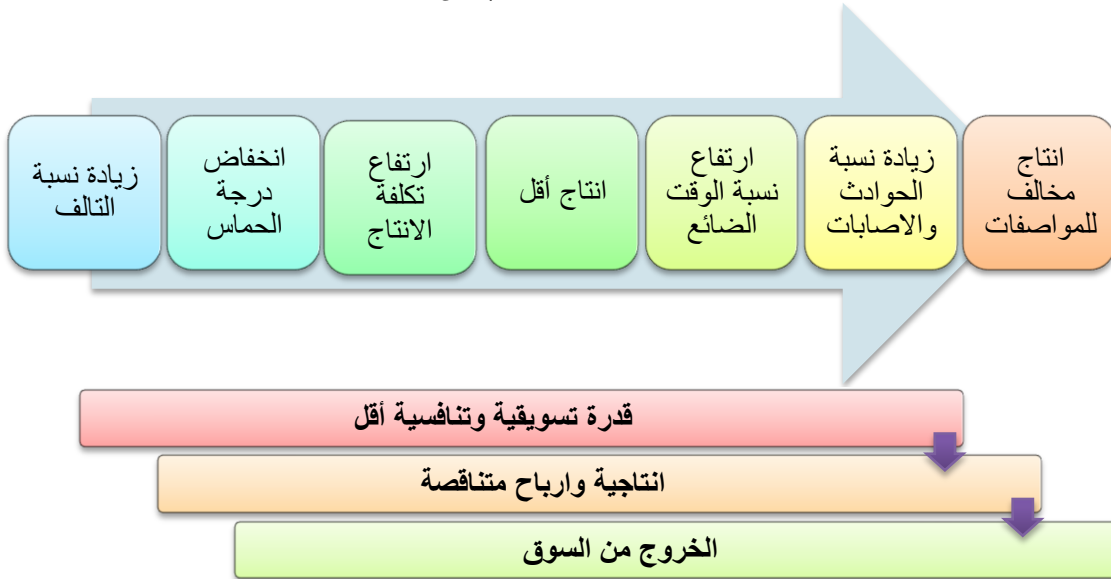 انتاج
مخالف
للمواصفات
زيادة نسبة
الحوادث
والاصابات
ارتفاع
نسبة الوقت
الضائع
انتاج أقل
ارتفاع
تكلفة
الانتاج
انخفاض
درجة
الحماس
زيادة نسبة
التالف
قدرة تسويقية وتنافسية أقل
انتاجية وارباح متناقصة
الخروج من السوق